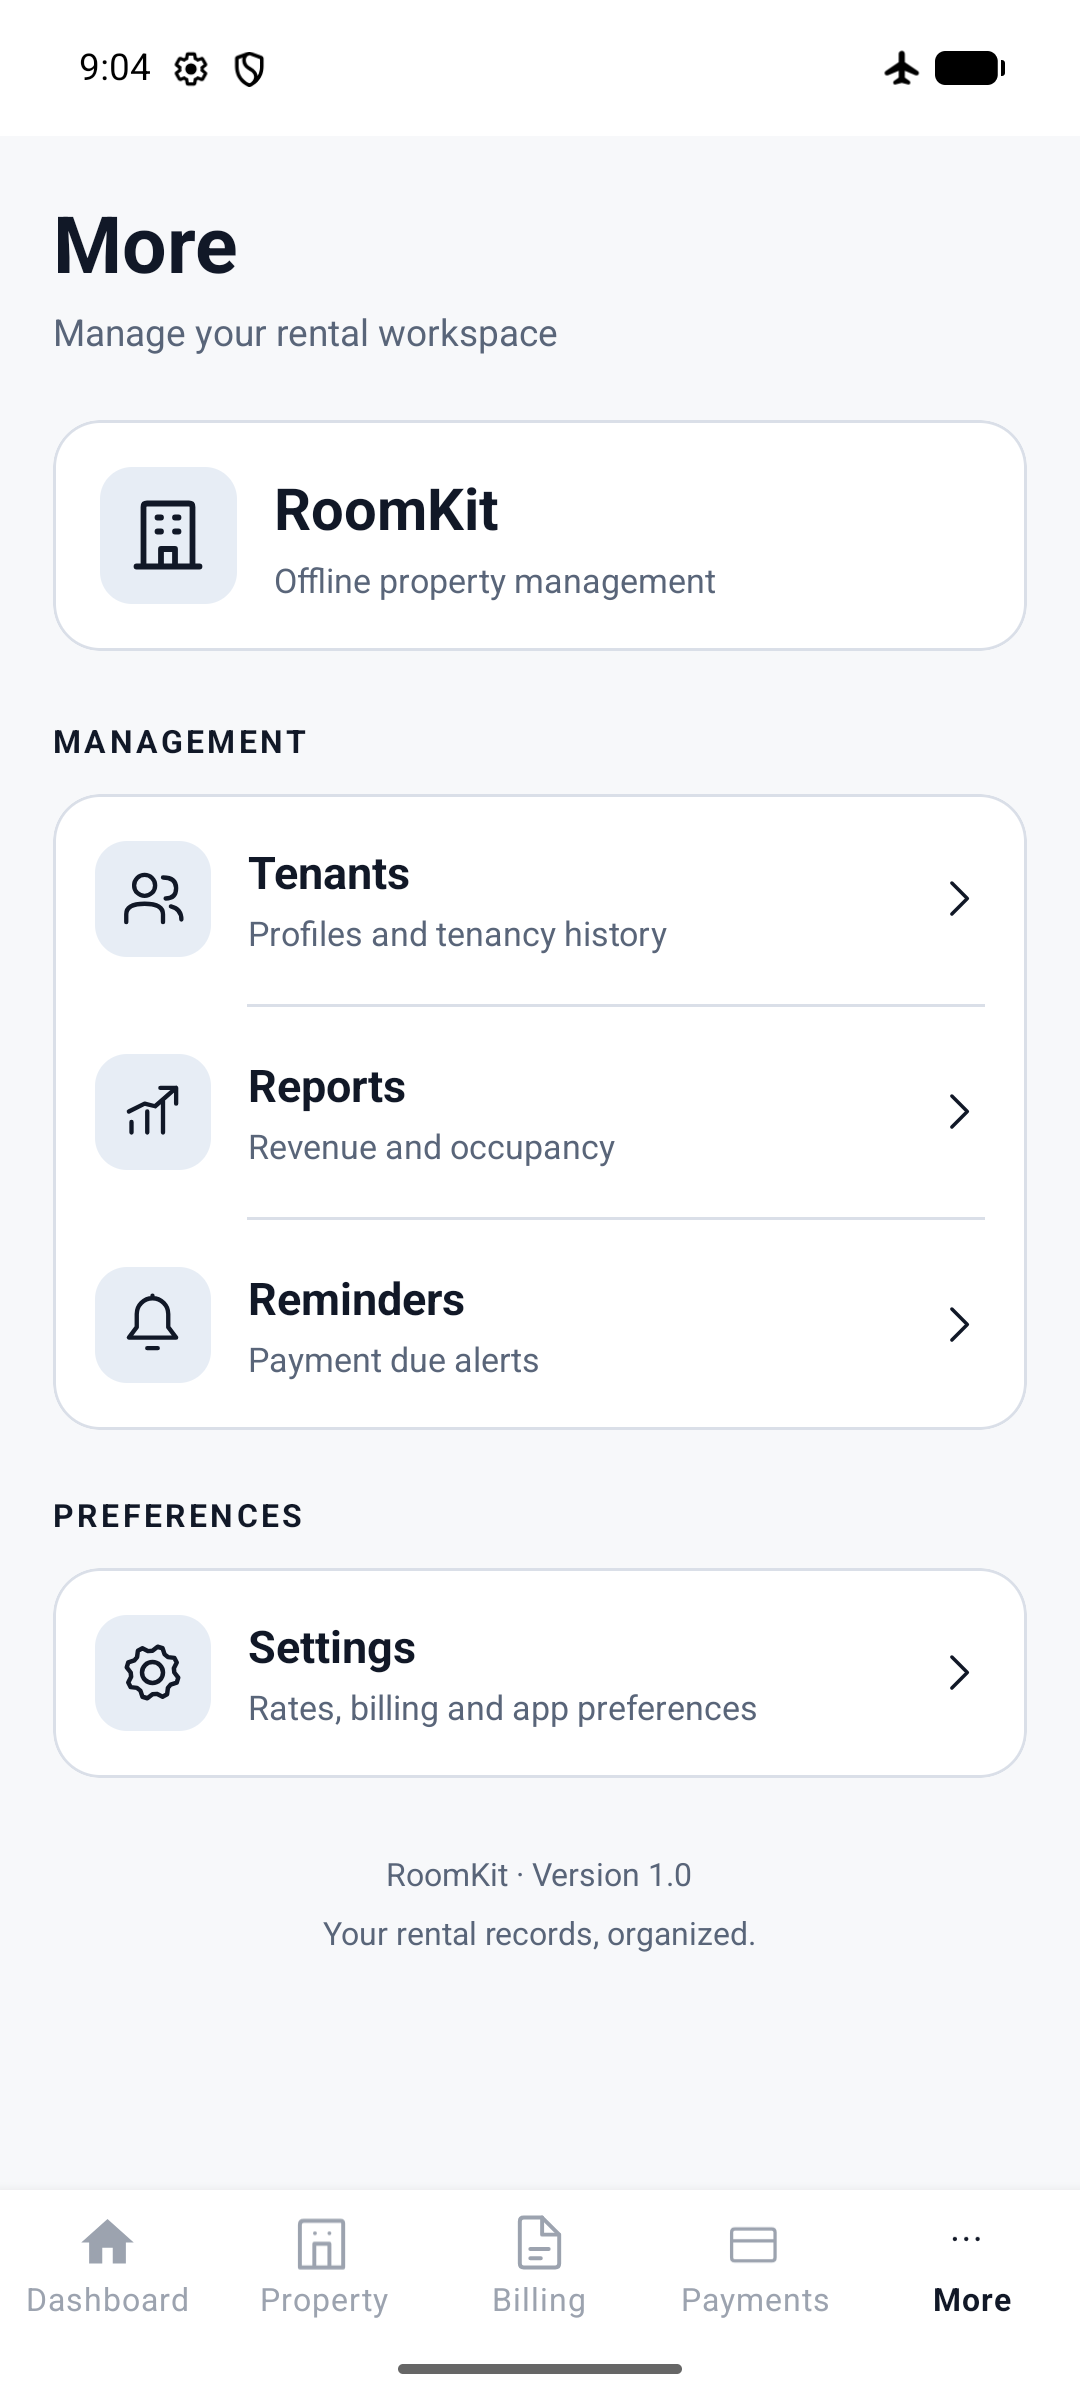 9:04
More
Manage your rental workspace
RoomKit
Offline property management
MANAGEMENT
Tenants
Profiles and tenancy history
Reports
Revenue and occupancy
Reminders
Payment due alerts
PREFERENCES
Settings
Rates, billing and app preferences
RoomKit · Version 1.0
Your rental records, organized.
Dashboard
Property
Billing
Payments
More